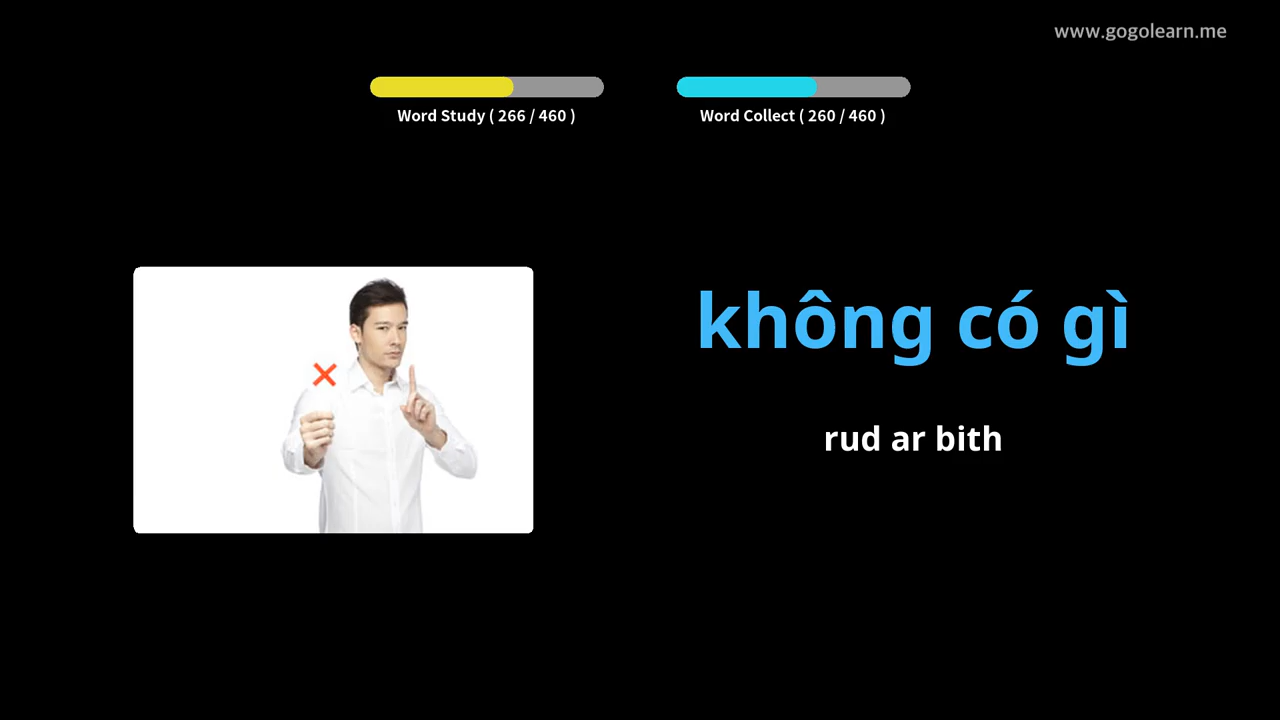 www.gogolearn.me
Word Study ( 266 / 460 )
Word Collect ( 260 / 460 )
không có gì
rud ar bith